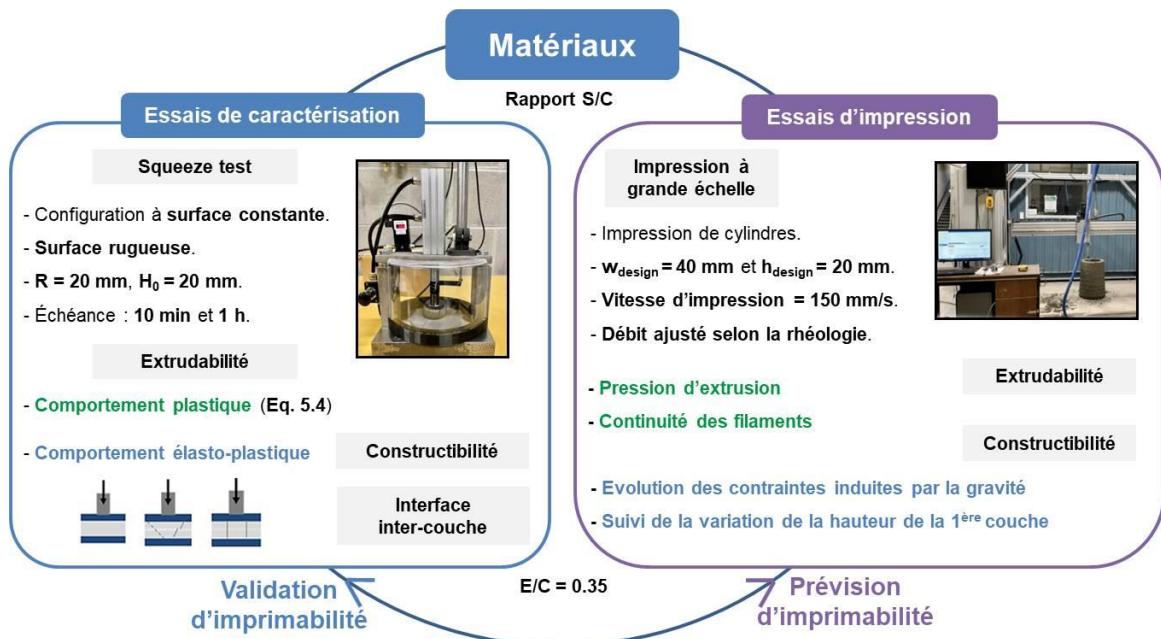 Matériaux
Rapport S/C
Essais de caractérisation
Squeeze test
- Configuration à surface constante.
- Surface rugueuse.
- R = 20 mm, H₀ = 20 mm.
- Échéance : 10 min et 1 h.
Extrudabilité
- Comportement plastique (Eq. 5.4)
- Comportement élasto-plastique
Constructibilité
Interface
inter-couche
Essais d’impression
Impression à
grande échelle
- Impression de cylindres.
- w_design = 40 mm et h_design = 20 mm.
- Vitesse d’impression = 150 mm/s.
- Débit ajusté selon la rhéologie.
Extrudabilité
- Pression d’extrusion
- Continuité des filaments
Constructibilité
- Evolution des contraintes induites par la gravité
- Suivi de la variation de la hauteur de la 1ère couche
Validation
d’imprimabilité
E/C = 0.35
Prévision
d’imprimabilité